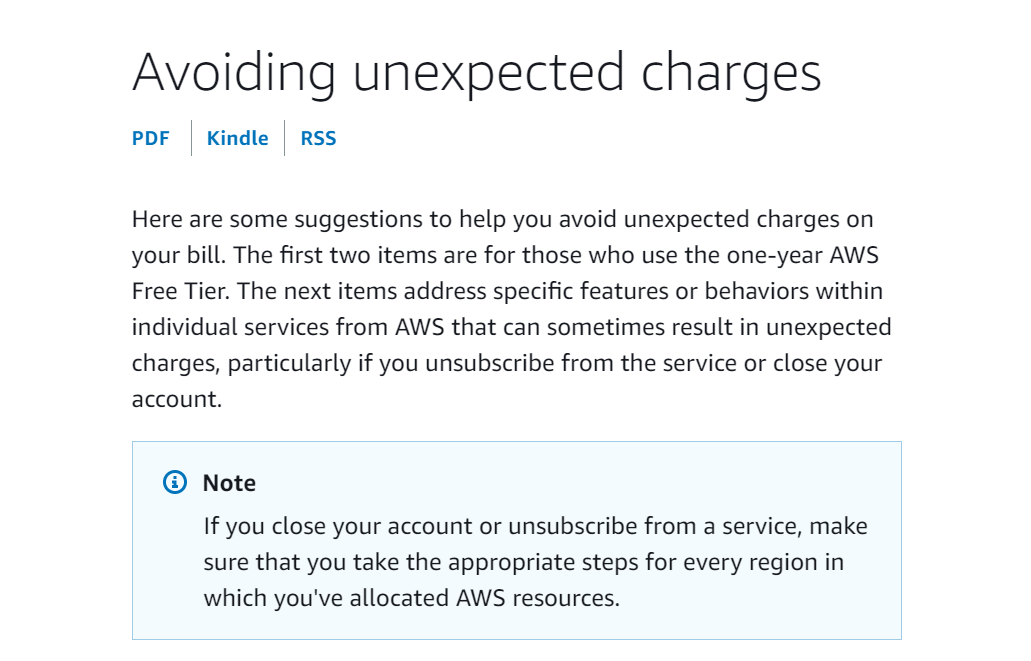 Avoiding unexpected charges
PDF
Kindle
RSS
Here are some suggestions to help you avoid unexpected charges on
your bill. The first two items are for those who use the one-year AWS
Free Tier. The next items address specific features or behaviors within
individual services from AWS that can sometimes result in unexpected
charges, particularly if you unsubscribe from the service or close your
account.
Note
If you close your account or unsubscribe from a service, make
sure that you take the appropriate steps for every region in
which you've allocated AWS resources.